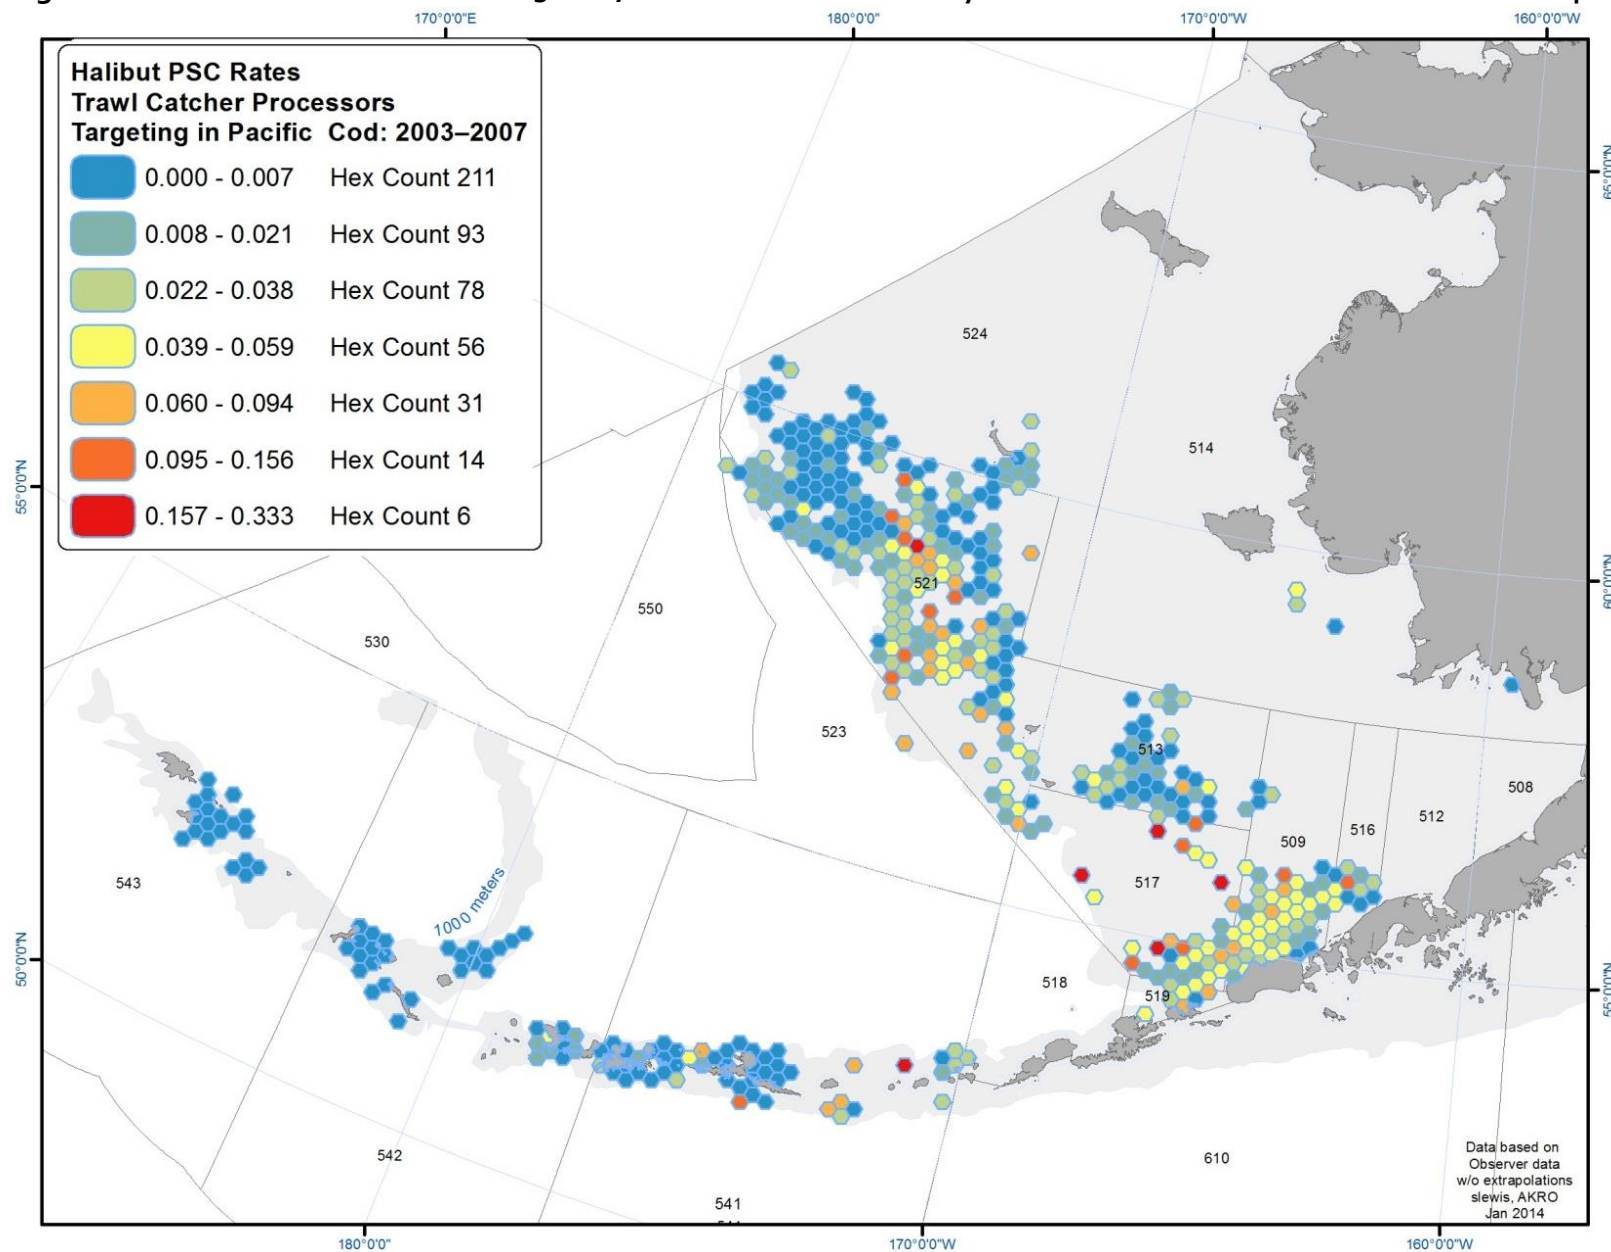 170°0'0"E
180°0'0"
170°0'0"W
160°0'0"W
Halibut PSC Rates
Trawl Catcher Processors
Targeting in Pacific Cod: 2003–2007
0.000 - 0.007 Hex Count 211
0.008 - 0.021 Hex Count 93
0.022 - 0.038 Hex Count 78
0.039 - 0.059 Hex Count 56
0.060 - 0.094 Hex Count 31
0.095 - 0.156 Hex Count 14
0.157 - 0.333 Hex Count 6
65°0'0"N
524
514
55°0'0"N
521
60°0'0"N
550
530
523
513
508
512
516
509
543
517
1000 meters
50°0'0"N
518
519
55°0'0"N
542
610
541
Data based on
Observer data
w/o extrapolations
slewis, AKRO
Jan 2014
180°0'0"
170°0'0"W
160°0'0"W